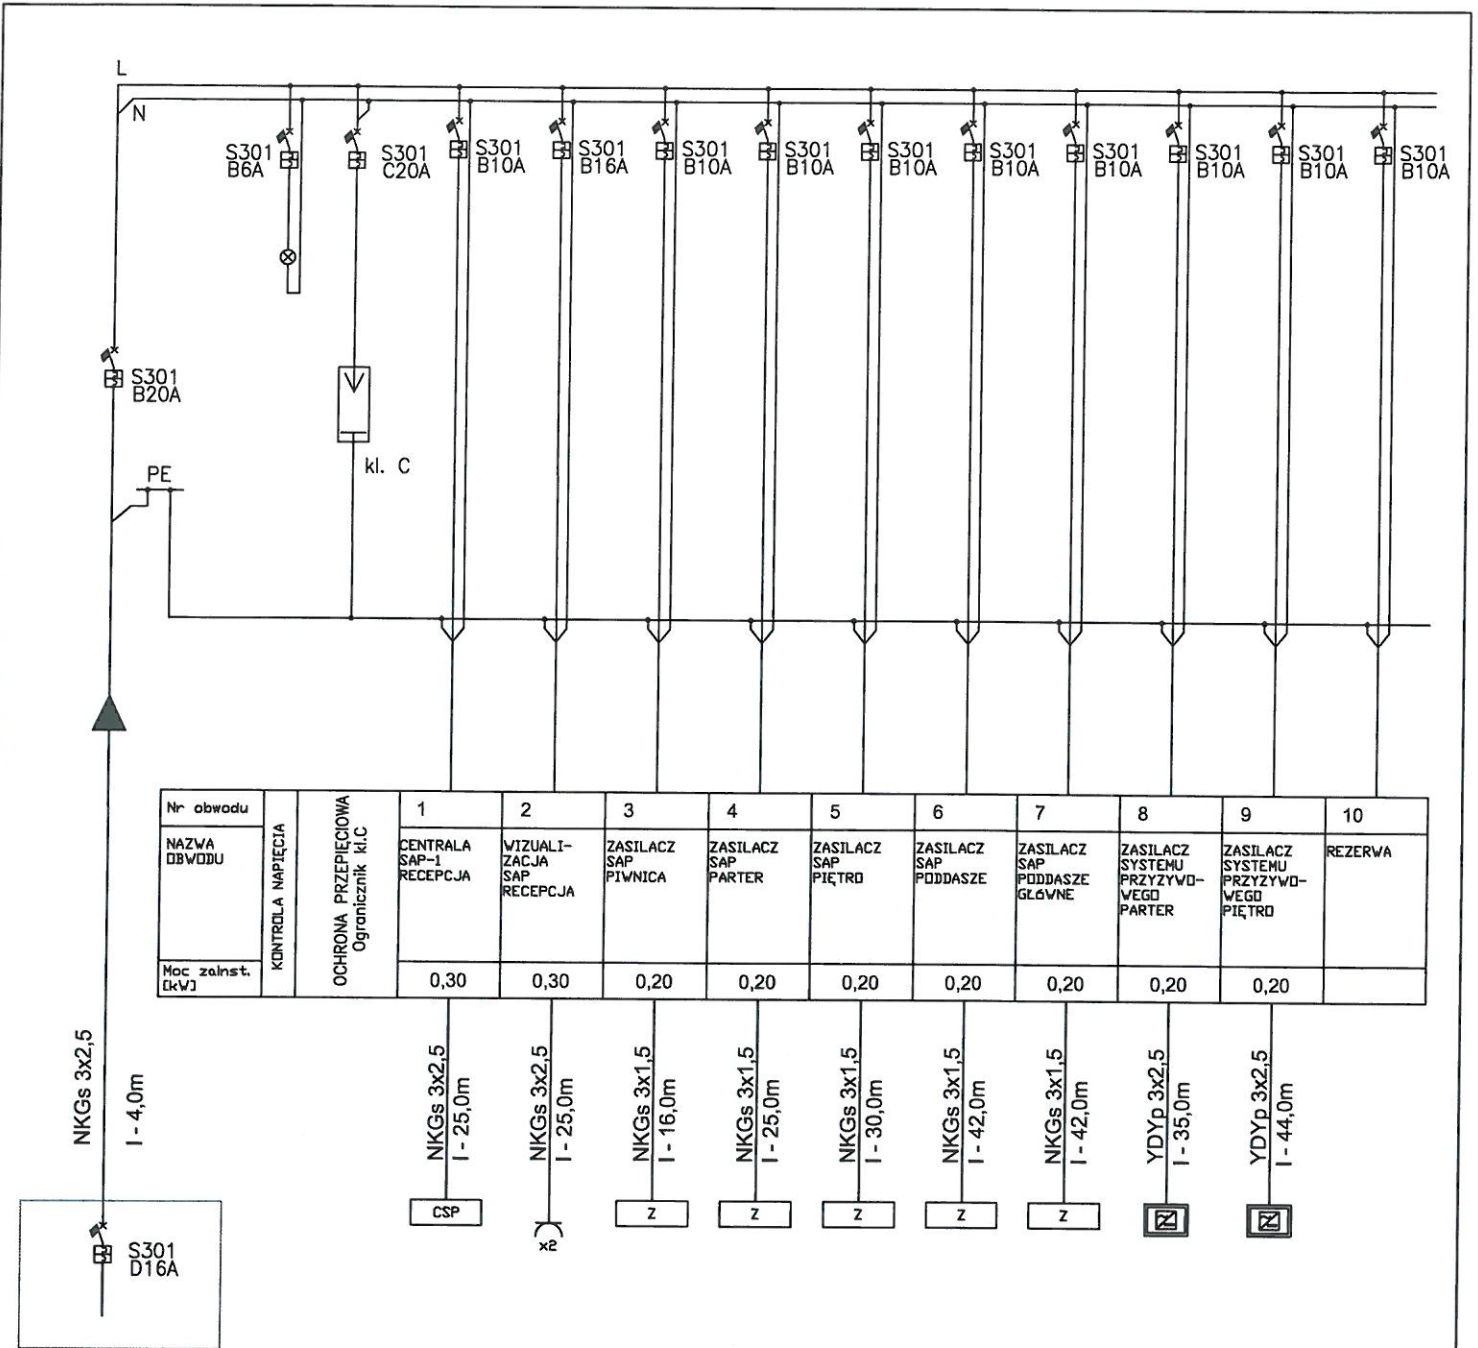 L
N
S301
B6A
S301
C20A
S301
B10A
S301
B16A
S301
B10A
S301
B10A
S301
B10A
S301
B10A
S301
B10A
S301
B10A
S301
B10A
S301
B10A
S301
B20A
PE
kl. C
Nr obwodu
NAZWA
OBWODU
Moc zainst.
[kW]
KONTROLA NAPIĘCIA
OCHRONA PRZEPIĘCIOWA
Ogranicznik kl.C
1
CENTRALA
SAP-1
RECEPCJA
0,30
2
WIZUALI-
ZACJA
SAP
RECEPCJA
0,30
3
ZASILACZ
SAP
PIWNICA
0,20
4
ZASILACZ
SAP
PARTER
0,20
5
ZASILACZ
SAP
PIĘTRO
0,20
6
ZASILACZ
SAP
PODDASZE
0,20
7
ZASILACZ
SAP
PODDASZE
GŁÓWNE
0,20
8
ZASILACZ
SYSTEMU
PRZYZYWO-
WEGO
PARTER
0,20
9
ZASILACZ
SYSTEMU
PRZYZYWO-
WEGO
PIĘTRO
0,20
10
REZERWA
NKGs 3x2,5
l - 4,0m
NKGs 3x2,5
l - 25,0m
NKGs 3x2,5
l - 25,0m
NKGs 3x1,5
l - 16,0m
NKGs 3x1,5
l - 25,0m
NKGs 3x1,5
l - 30,0m
NKGs 3x1,5
l - 42,0m
NKGs 3x1,5
l - 42,0m
YDYp 3x2,5
l - 35,0m
YDYp 3x2,5
l - 44,0m
CSP
x2
Z
Z
Z
Z
Z
Z
Z
S301
D16A